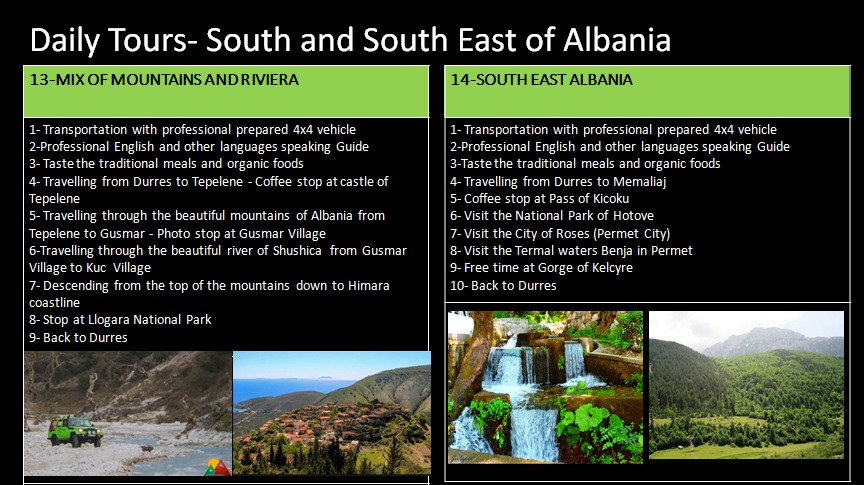 Daily Tours- South and South East of Albania
13-MIX OF MOUNTAINS AND RIVIERA
1- Transportation with professional prepared 4x4 vehicle
2-Professional English and other languages speaking Guide
3- Taste the traditional meals and organic foods
4- Travelling from Durres to Tepelene - Coffee stop at castle of
Tepelene
5- Travelling through the beautiful mountains of Albania from
Tepelene to Gusmar - Photo stop at Gusmar Village
6-Travelling through the beautiful river of Shushica from Gusmar
Village to Kuc Village
7- Descending from the top of the mountains down to Himara
coastline
8- Stop at Llogara National Park
9- Back to Durres
14-SOUTH EAST ALBANIA
1- Transportation with professional prepared 4x4 vehicle
2-Professional English and other languages speaking Guide
3-Taste the traditional meals and organic foods
4- Travelling from Durres to Memaliaj
5- Coffee stop at Pass of Kicoku
6- Visit the National Park of Hotove
7- Visit the City of Roses (Permet City)
8- Visit the Termal waters Benja in Permet
9- Free time at Gorge of Kelcyre
10- Back to Durres